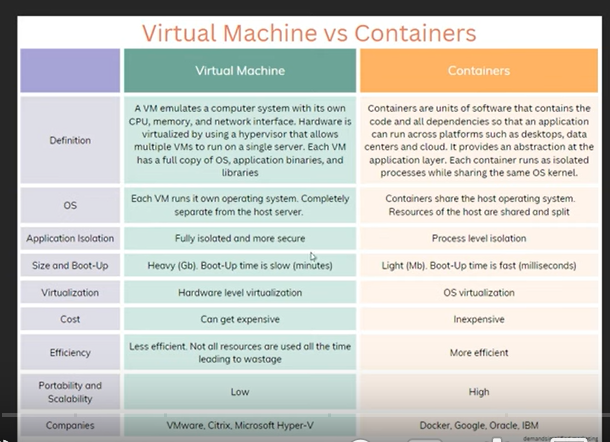 Virtual Machine vs Containers
Virtual Machine
Containers
Definition
A VM emulates a computer system with its own
CPU, memory, and network interface. Hardware is
virtualized by using a hypervisor that allows
multiple VMs to run on a single server. Each VM
has a full copy of OS, application binaries, and
libraries
Containers are units of software that contains the
code and all dependencies so that an application
can run across platforms such as desktops, data
centers and cloud. It provides an abstraction at the
application layer. Each container runs as isolated
processes while sharing the same OS kernel.
OS
Each VM runs it own operating system. Completely
separate from the host server.
Containers share the host operating system.
Resources of the host are shared and split
Application Isolation
Fully isolated and more secure
Process level isolation
Size and Boot-Up
Heavy (Gb). Boot-Up time is slow (minutes)
Light (Mb). Boot-Up time is fast (milliseconds)
Virtualization
Hardware level virtualization
OS virtualization
Cost
Can get expensive
Inexpensive
Efficiency
Less efficient. Not all resources are used all the time
leading to wastage
More efficient
Portability and
Scalability
Low
High
Companies
VMware, Citrix, Microsoft Hyper-V
Docker, Google, Oracle, IBM